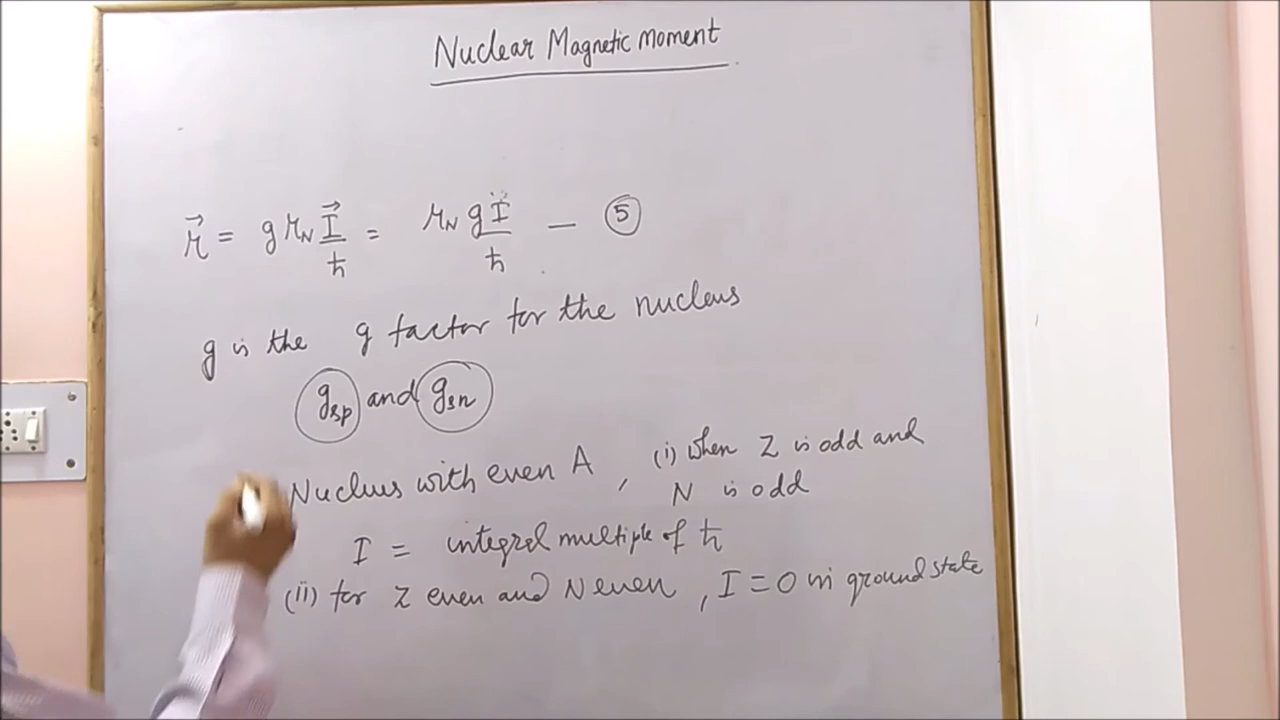 Nuclear Magnetic Moment
μ⃗ = g μN I⃗/ħ = μN g I⃗/ħ — ⑤
g is the g factor for the nucleus
gsp and gsn
Nucleus with even A, (i) when Z is odd and
N is odd
I = integral multiple of ħ
(ii) for Z even and N even, I = 0 in ground state